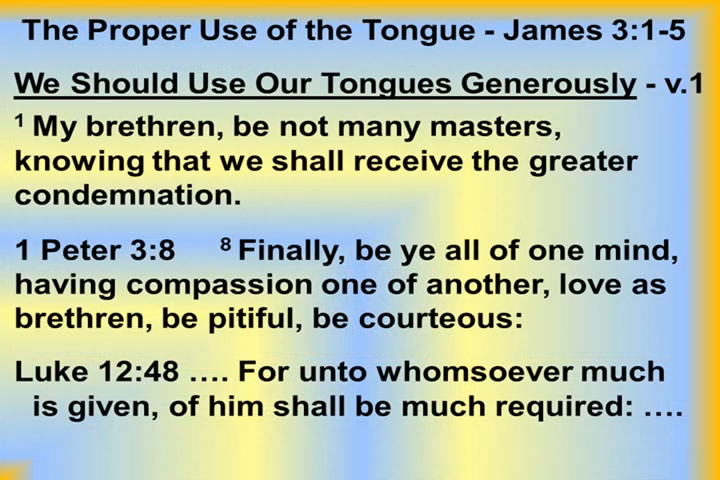 The Proper Use of the Tongue - James 3:1-5
We Should Use Our Tongues Generously - v.1
1 My brethren, be not many masters,
knowing that we shall receive the greater
condemnation.
1 Peter 3:8 8 Finally, be ye all of one mind,
having compassion one of another, love as
brethren, be pitiful, be courteous:
Luke 12:48 …. For unto whomsoever much
is given, of him shall be much required: ….